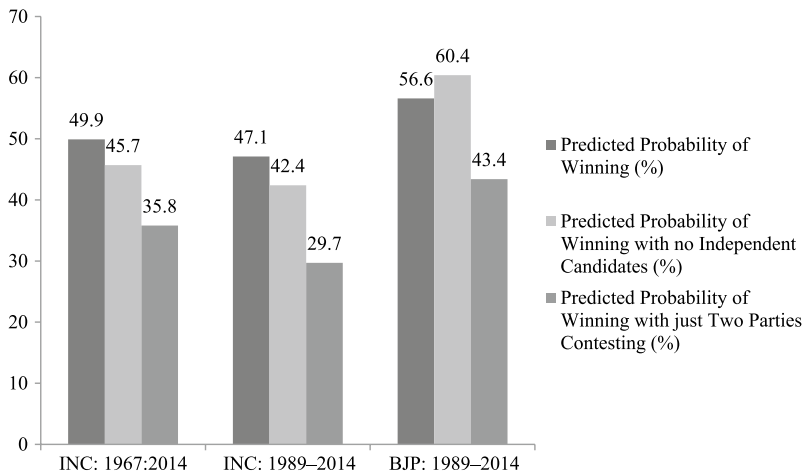 70
60
50
40
30
20
10
0
49.9
45.7
35.8
47.1
42.4
29.7
56.6
60.4
43.4
INC: 1967:2014
INC: 1989–2014
BJP: 1989–2014
Predicted Probability of
Winning (%)
Predicted Probability of
Winning with no Independent
Candidates (%)
Predicted Probability of
Winning with just Two Parties
Contesting (%)